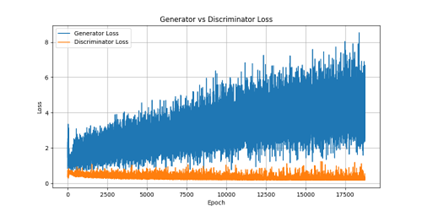 Generator vs Discriminator Loss
Generator Loss
Discriminator Loss
Loss
8
6
4
2
0
0 2500 5000 7500 10000 12500 15000 17500
Epoch